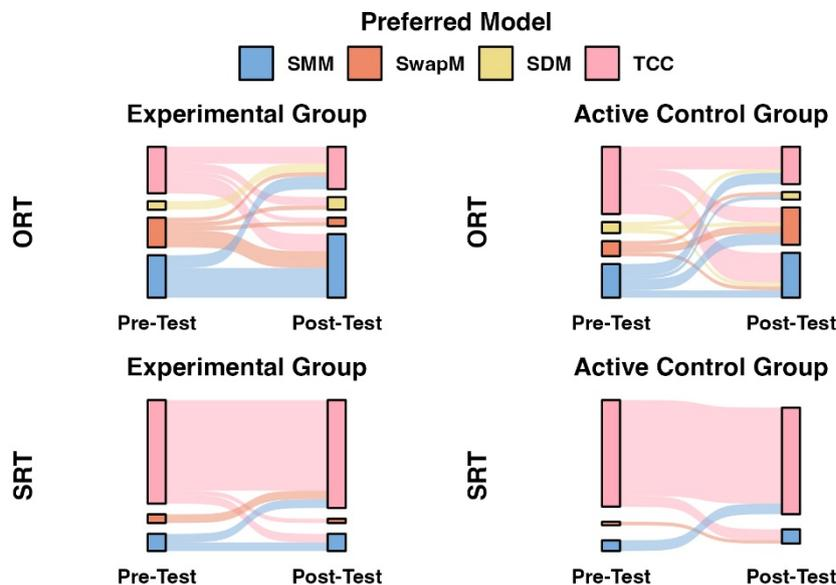 Preferred Model
SMM SwapM SDM TCC
Experimental Group Active Control Group
ORT ORT
Pre-Test Post-Test Pre-Test Post-Test
Experimental Group Active Control Group
SRT SRT
Pre-Test Post-Test Pre-Test Post-Test